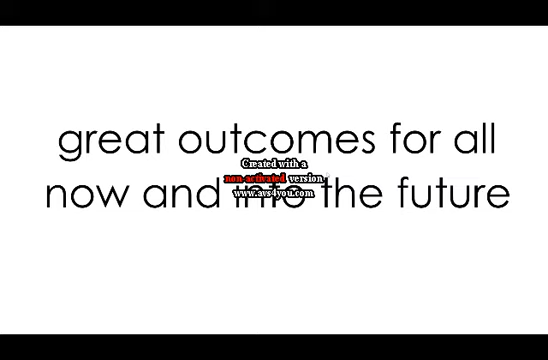 great outcomes for all
Created with a
non-activated version
www.avs4you.com
now and into the future